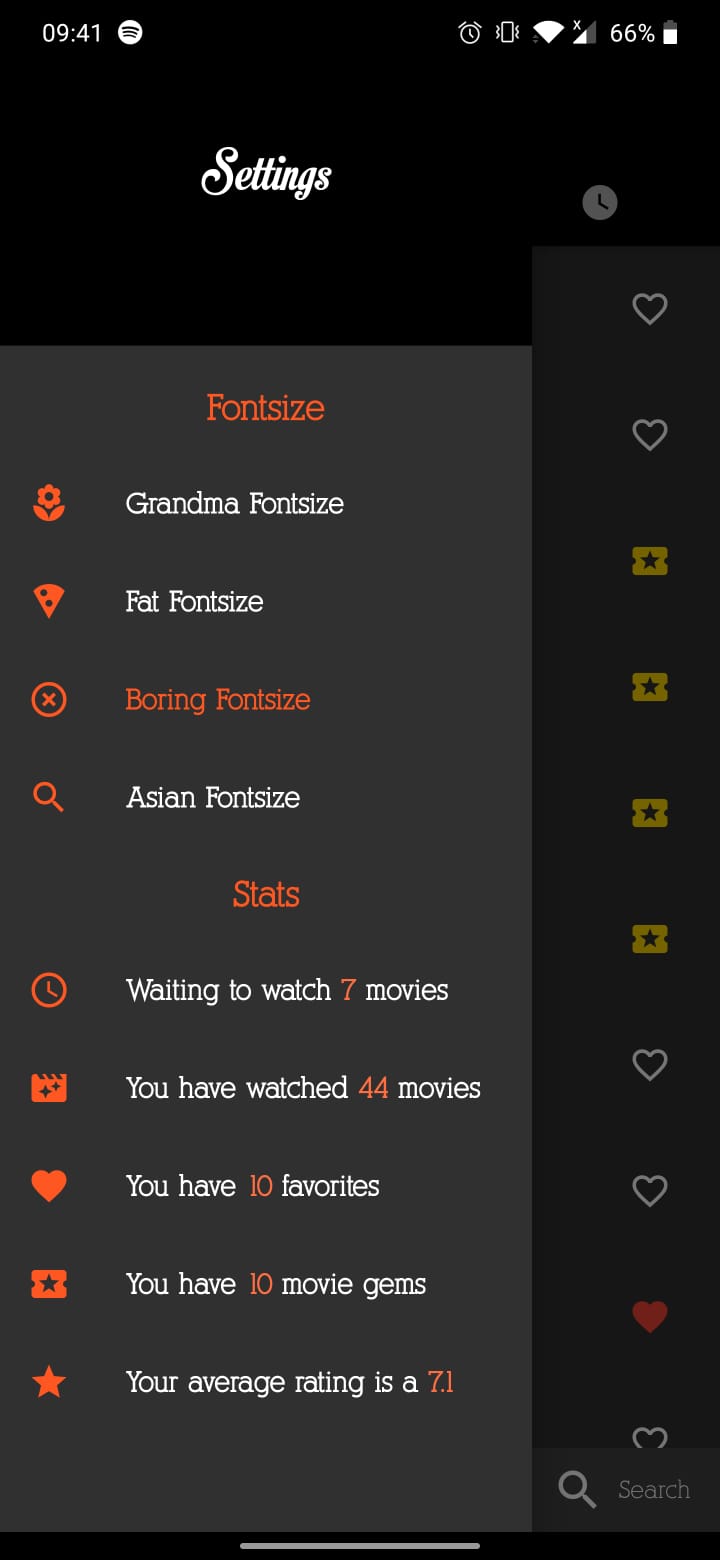 09:41
66%
Settings
Fontsize
Grandma Fontsize
Fat Fontsize
Boring Fontsize
Asian Fontsize
Stats
Waiting to watch 7 movies
You have watched 44 movies
You have 10 favorites
You have 10 movie gems
Your average rating is a 7.1
Search